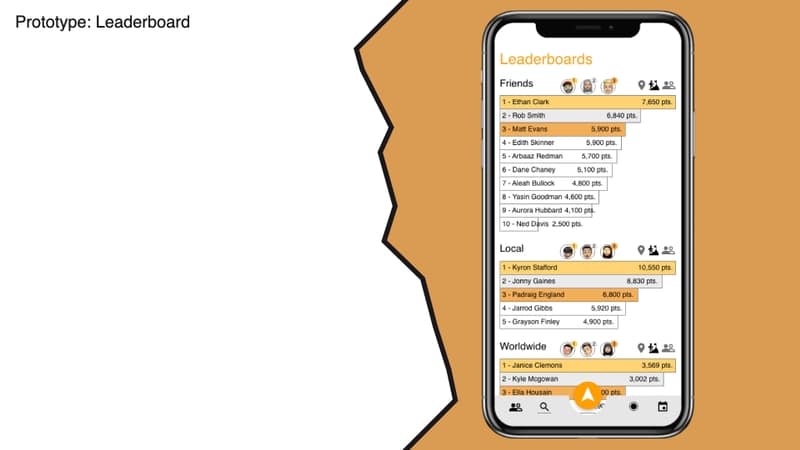 Prototype: Leaderboard
Leaderboards
Friends
1 - Ethan Clark 7,650 pts.
2 - Rob Smith 6,840 pts.
3 - Matt Evans 5,900 pts.
4 - Edith Skinner 5,900 pts.
5 - Arbaaz Redman 5,700 pts.
6 - Dane Chaney 5,100 pts.
7 - Aleah Bullock 4,800 pts.
8 - Yasin Goodman 4,600 pts.
9 - Aurora Hubbard 4,100 pts.
10 - Ned Davis 2,500 pts.
Local
1 - Kyron Stafford 10,550 pts.
2 - Jonny Gaines 8,830 pts.
3 - Padraig England 6,800 pts.
4 - Jarrod Gibbs 5,920 pts.
5 - Grayson Finley 4,900 pts.
Worldwide
1 - Janice Clemons 3,569 pts.
2 - Kyle Mcgowan 3,002 pts.
3 - Ella Housain 00 pts.